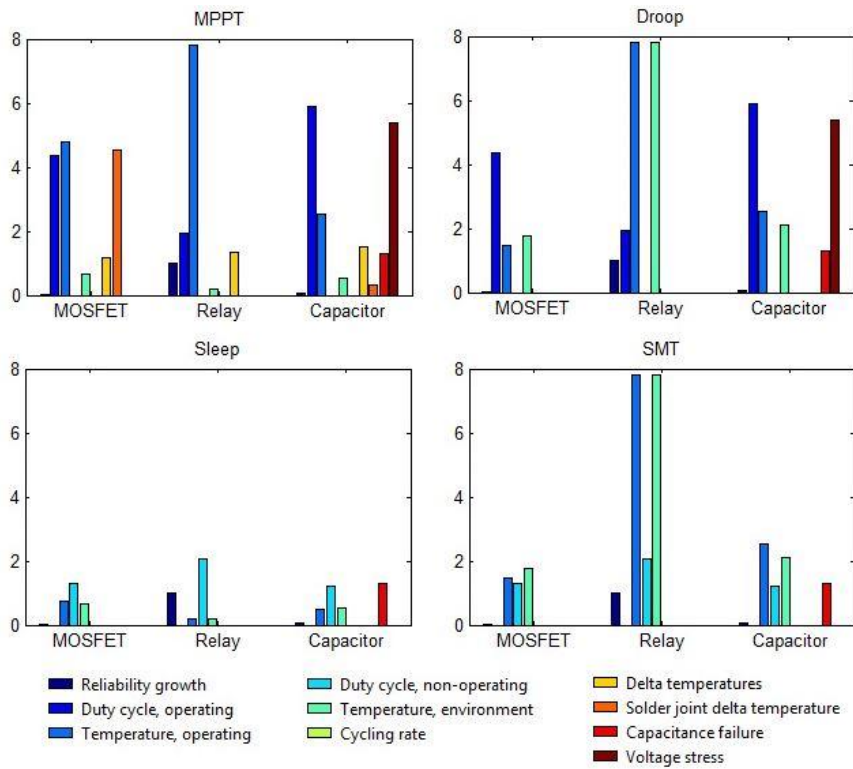 MPPT
8
6
4
2
0
MOSFET Relay Capacitor
Droop
8
6
4
2
0
MOSFET Relay Capacitor
Sleep
8
6
4
2
0
MOSFET Relay Capacitor
SMT
8
6
4
2
0
MOSFET Relay Capacitor
Reliability growth
Duty cycle, operating
Temperature, operating
Duty cycle, non-operating
Temperature, environment
Cycling rate
Delta temperatures
Solder joint delta temperature
Capacitance failure
Voltage stress